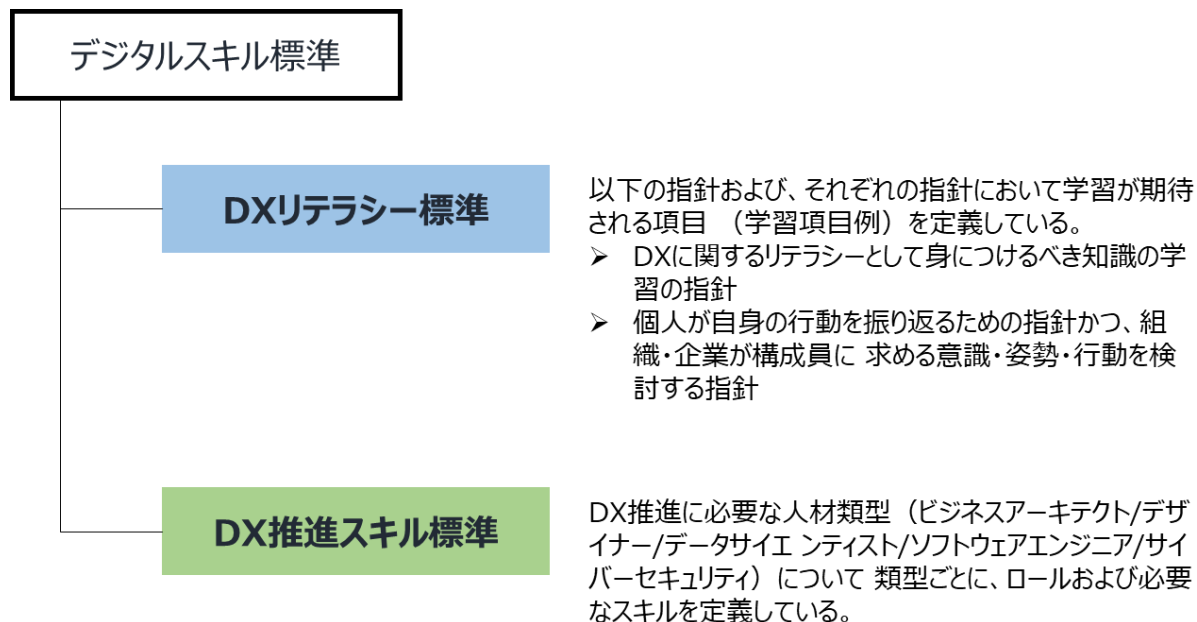 デジタルスキル標準
DXリテラシー標準
以下の指針および、それぞれの指針において学習が期待
される項目 （学習項目例）を定義している。
➢ DXに関するリテラシーとして身につけるべき知識の学
習の指針
➢ 個人が自身の行動を振り返るための指針かつ、組
織・企業が構成員に 求める意識・姿勢・行動を検
討する指針
DX推進スキル標準
DX推進に必要な人材類型（ビジネスアーキテクト/デザ
イナー/データサイエ ンティスト/ソフトウェアエンジニア/サイ
バーセキュリティ）について 類型ごとに、ロールおよび必要
なスキルを定義している。